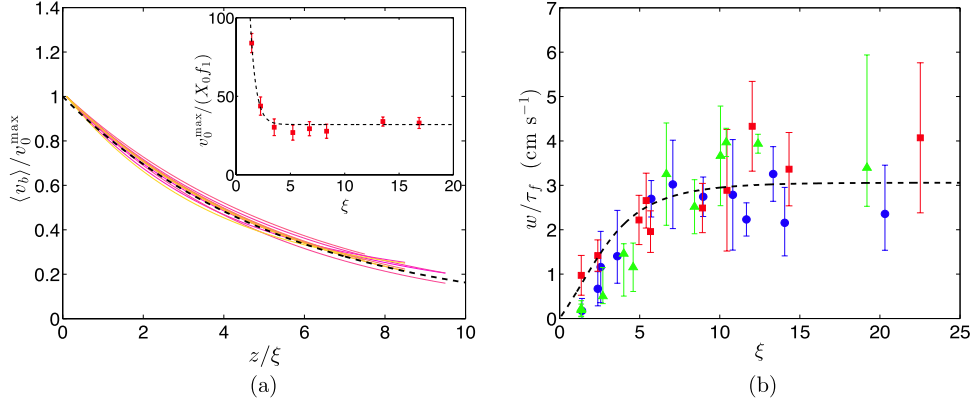 1.4
1.2
1
0.8
0.6
0.4
0.2
0
0 2 4 6 8 10
z/ξ
⟨v_b⟩/v_0^max
100
50
0
0 5 10 15 20
ξ
v_0^max/(X_0 f_1)
(a)
7
6
5
4
3
2
1
0
0 5 10 15 20 25
ξ
w/τ_f (cm s⁻¹)
(b)